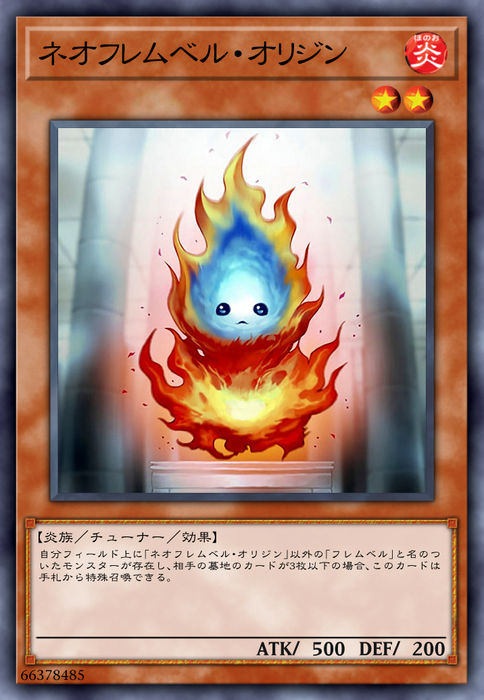 ネオフレムベル・オリジン
ほのお
炎
【炎族／チューナー／効果】
自分フィールド上に「ネオフレムベル・オリジン」以外の「フレムベル」と名のつ
いたモンスターが存在し、相手の墓地のカードが3枚以下の場合、このカードは
手札から特殊召喚できる。
ATK/ 500 DEF/ 200
66378485